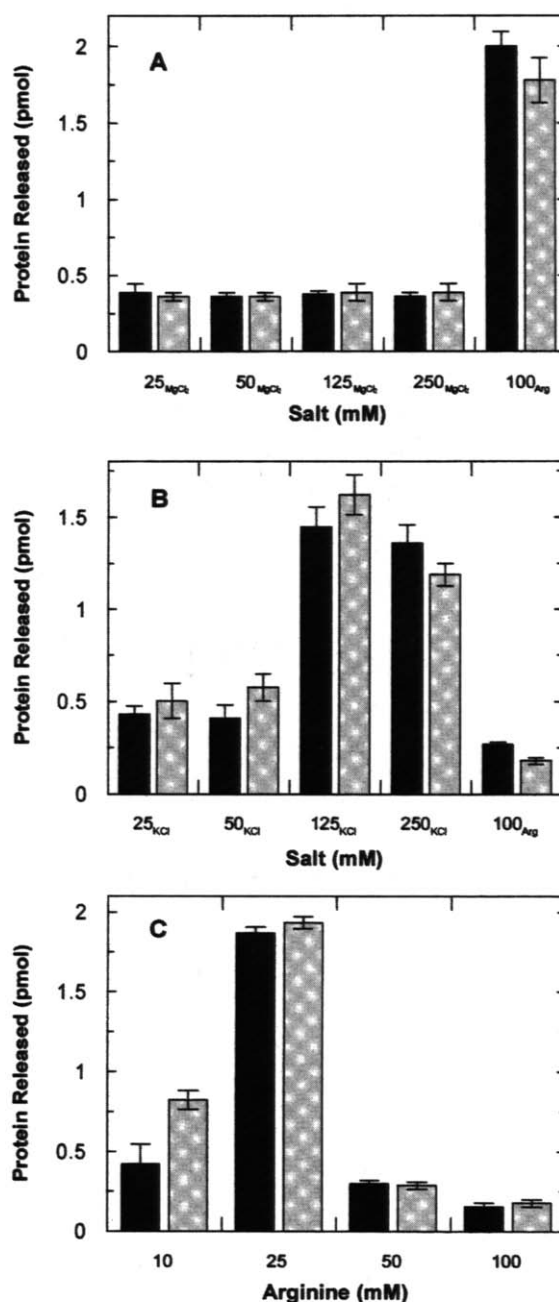 A
Protein Released (pmol)
2
1.5
1
0.5
0
25MgCl₂ 50MgCl₂ 125MgCl₂ 250MgCl₂ 100Arg
Salt (mM)
B
Protein Released (pmol)
1.5
1
0.5
0
25KCl 50KCl 125KCl 250KCl 100Arg
Salt (mM)
C
Protein Released (pmol)
2
1.5
1
0.5
0
10 25 50 100
Arginine (mM)